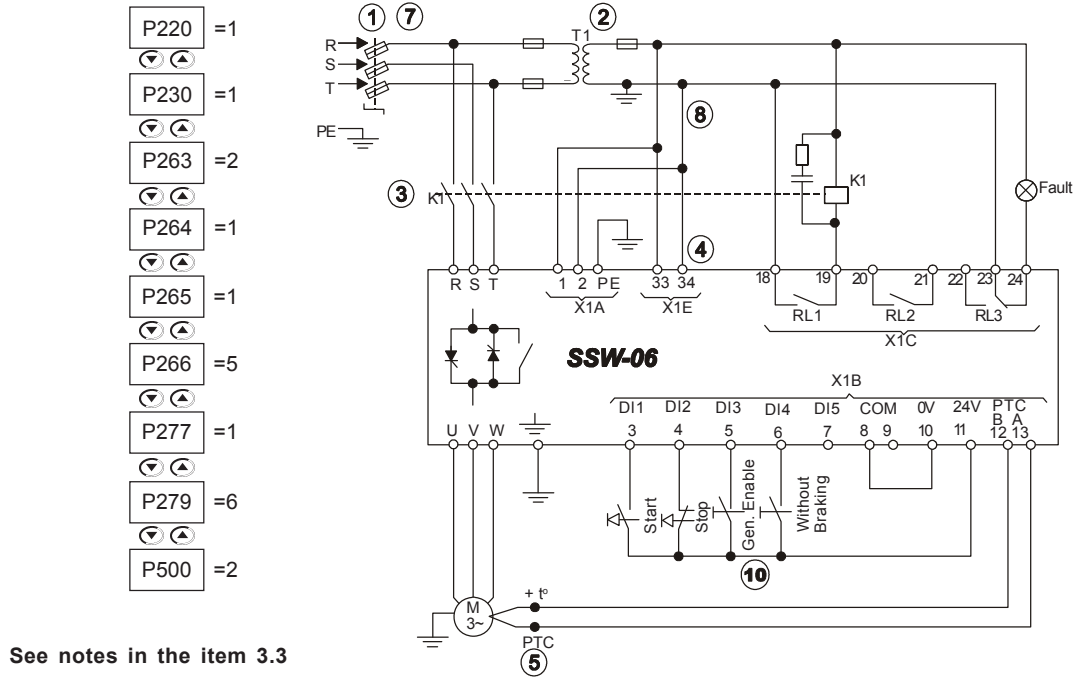 P220 =1
P230 =1
P263 =2
P264 =1
P265 =1
P266 =5
P277 =1
P279 =6
P500 =2
See notes in the item 3.3
1 7 2
T1
R
S
T
PE
8
3 K1 K1 Fault
4
R S T 1 2 PE 33 34 18 19 20 21 22 23 24
X1A X1E RL1 RL2 RL3
X1C
SSW-06
X1B
DI1 DI2 DI3 DI4 DI5 COM 0V 24V PTC
B A
U V W 3 4 5 6 7 8 9 10 11 12 13
Start
Stop
Gen. Enable
Without
Braking
10
+ tº
M
3~
PTC
5